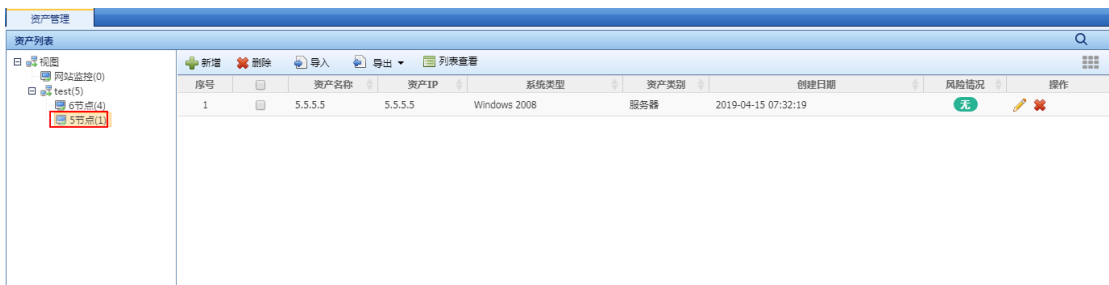 资产管理
资产列表
视图
网站监控(0)
test(5)
6节点(4)
5节点(1)
新增 删除 导入 导出 列表查看
序号 资产名称 资产IP 系统类型 资产类别 创建日期 风险情况 操作
1 5.5.5.5 5.5.5.5 Windows 2008 服务器 2019-04-15 07:32:19 无